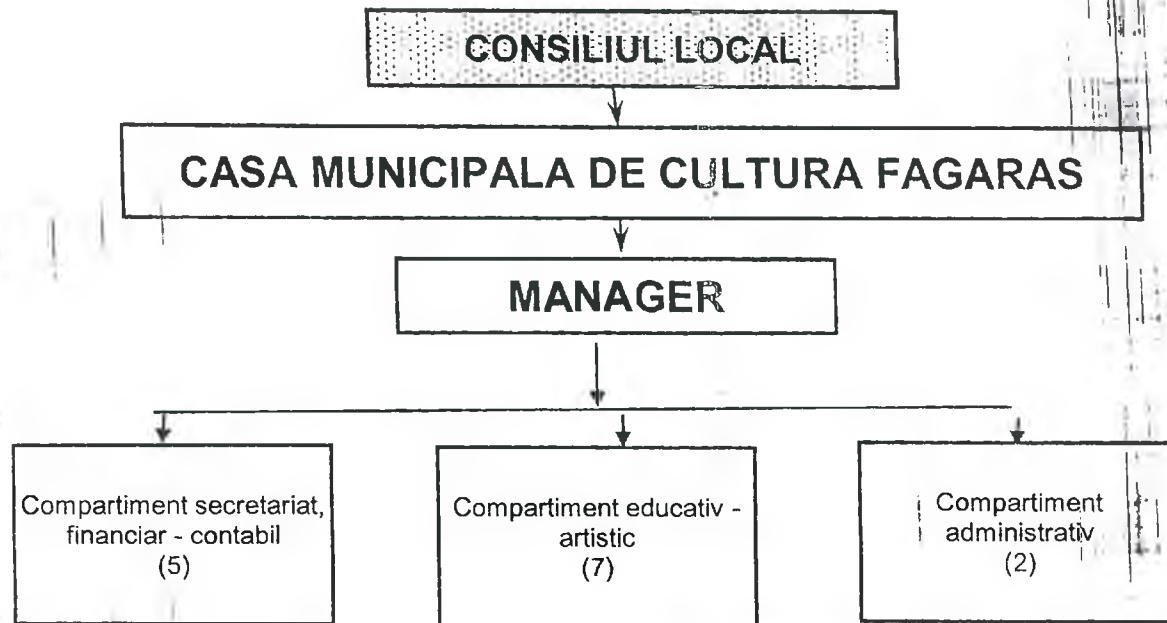 CONSILIUL LOCAL
CASA MUNICIPALA DE CULTURA FAGARAS
MANAGER
Compartiment secretariat,
financiar - contabil
(5)
Compartiment educativ -
artistic
(7)
Compartiment
administrativ
(2)